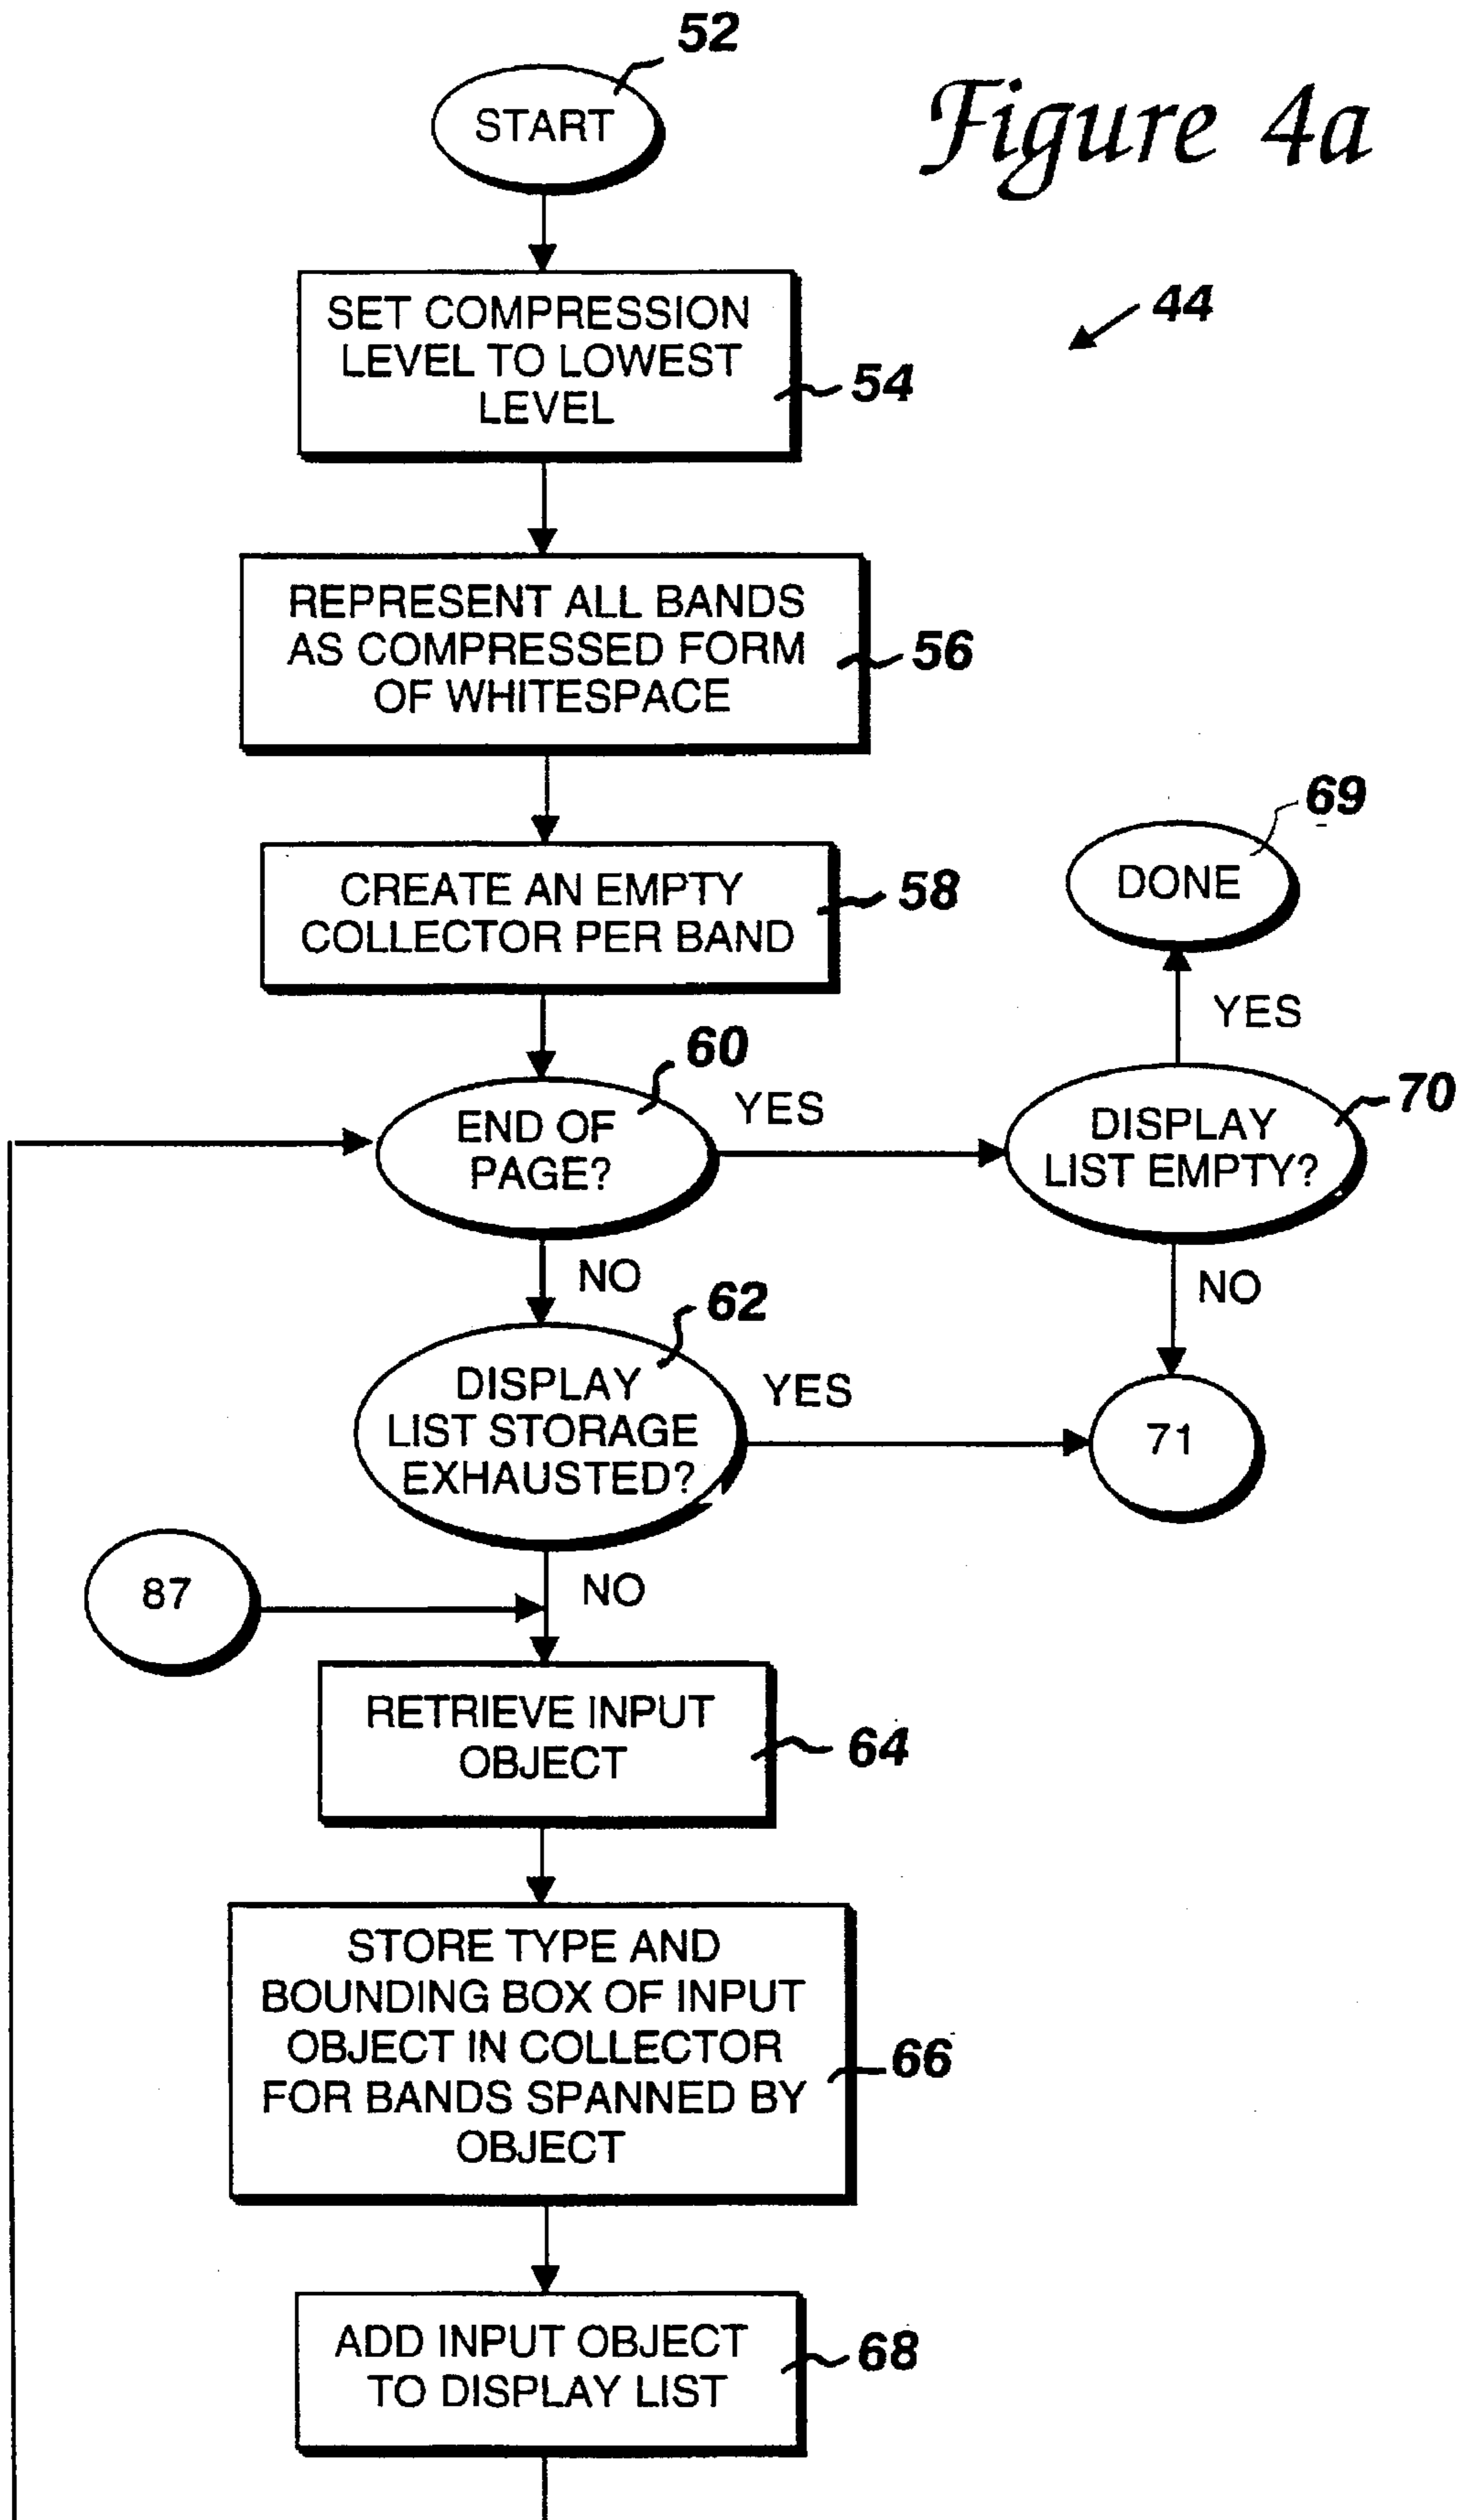 52
START
Figure 4a
SET COMPRESSION
LEVEL TO LOWEST
LEVEL
44
54
REPRESENT ALL BANDS
AS COMPRESSED FORM
OF WHITESPACE
56
CREATE AN EMPTY
COLLECTOR PER BAND
58
69
DONE
YES
60
END OF
PAGE?
YES
70
DISPLAY
LIST EMPTY?
NO
NO
62
DISPLAY
LIST STORAGE
EXHAUSTED?
YES
71
87
NO
RETRIEVE INPUT
OBJECT
64
STORE TYPE AND
BOUNDING BOX OF INPUT
OBJECT IN COLLECTOR
FOR BANDS SPANNED BY
OBJECT
66
ADD INPUT OBJECT
TO DISPLAY LIST
68